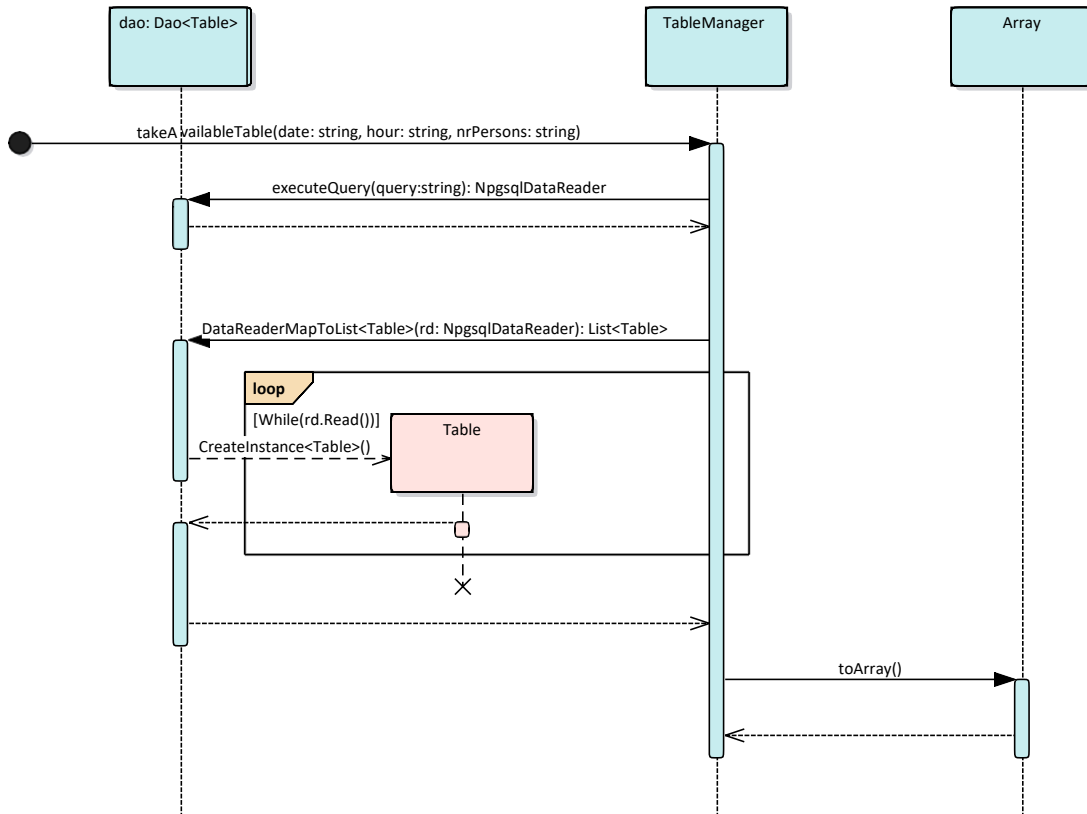 dao: Dao<Table>
TableManager
Array
takeAvailableTable(date: string, hour: string, nrPersons: string)
executeQuery(query:string): NpgsqlDataReader
DataReaderMapToList<Table>(rd: NpgsqlDataReader): List<Table>
loop
[While(rd.Read())]
Table
CreateInstance<Table>()
toArray()